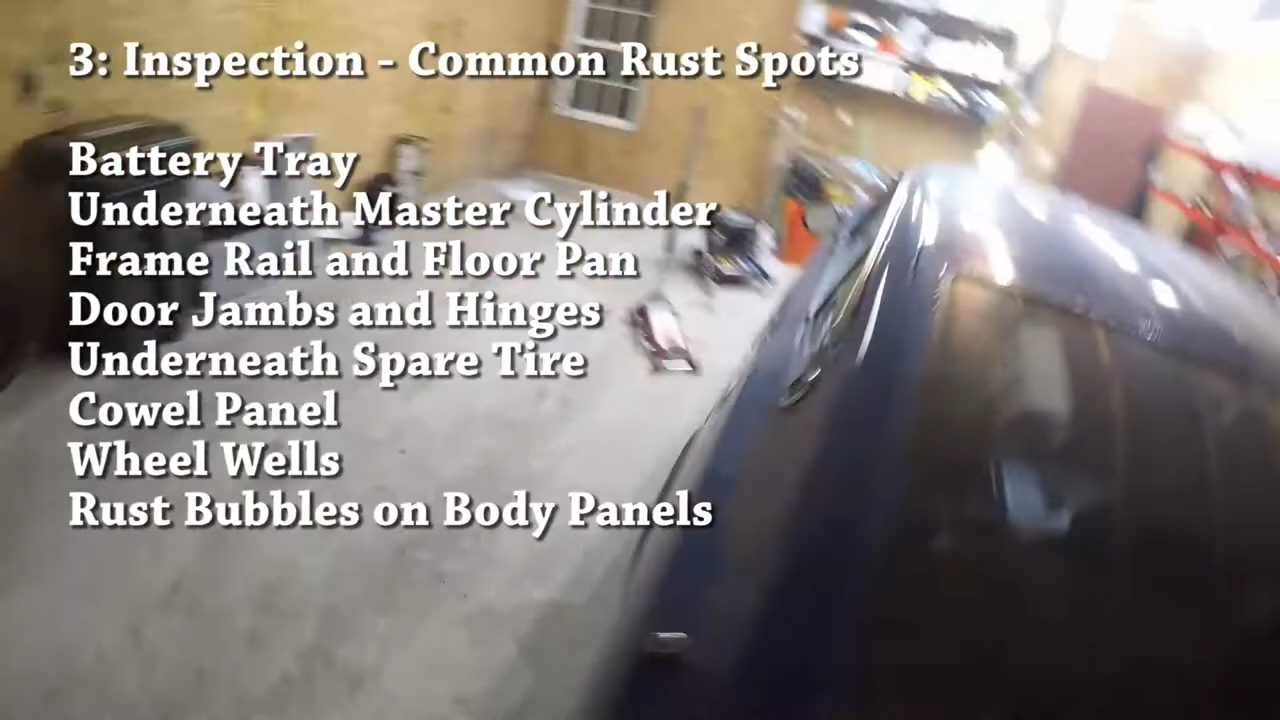 3: Inspection - Common Rust Spots
Battery Tray
Underneath Master Cylinder
Frame Rail and Floor Pan
Door Jambs and Hinges
Underneath Spare Tire
Cowel Panel
Wheel Wells
Rust Bubbles on Body Panels